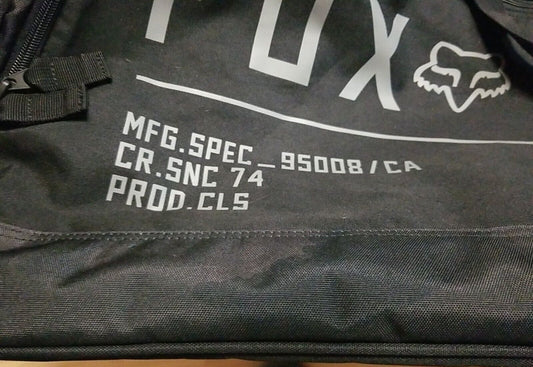 FOX
MFG.SPEC_95008/CA
CR.SNC 74
PROD.CLS